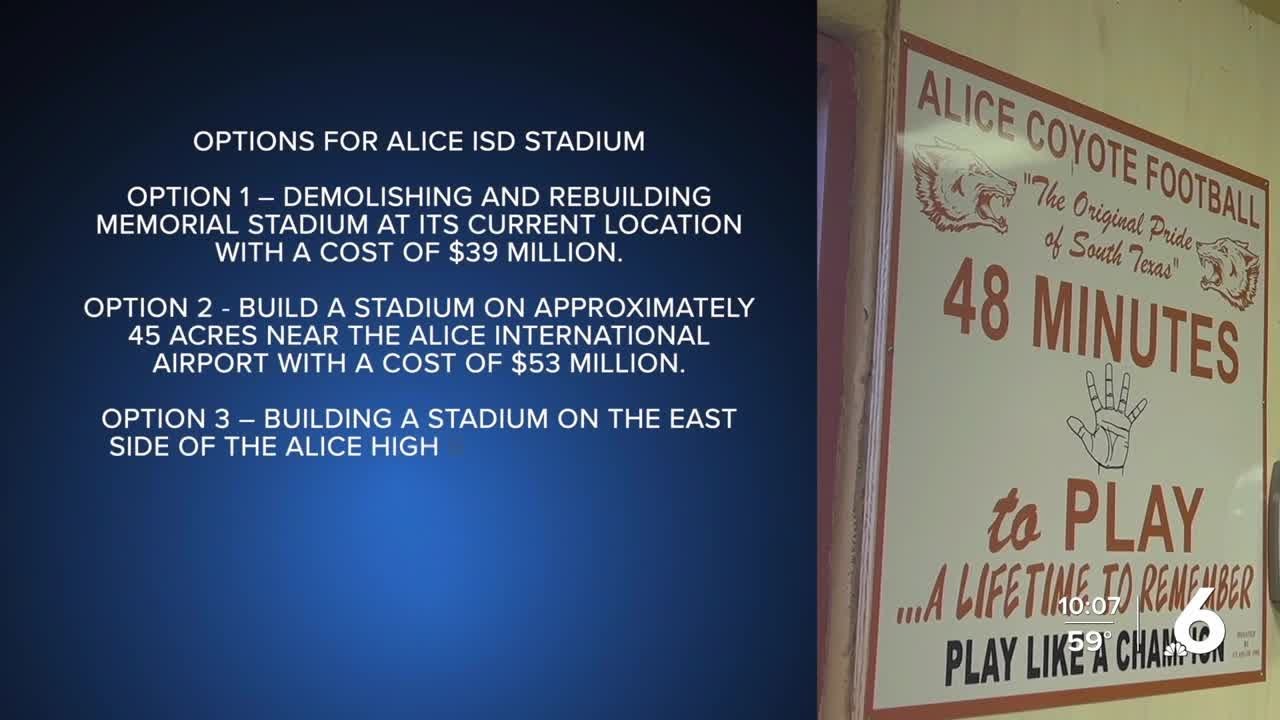 OPTIONS FOR ALICE ISD STADIUM
OPTION 1 – DEMOLISHING AND REBUILDING
MEMORIAL STADIUM AT ITS CURRENT LOCATION
WITH A COST OF $39 MILLION.
OPTION 2 - BUILD A STADIUM ON APPROXIMATELY
45 ACRES NEAR THE ALICE INTERNATIONAL
AIRPORT WITH A COST OF $53 MILLION.
OPTION 3 – BUILDING A STADIUM ON THE EAST
SIDE OF THE ALICE HIGH
ALICE COYOTE FOOTBALL
"The Original Pride
of South Texas"
48 MINUTES
to PLAY
...A LIFETIME TO REMEMBER
PLAY LIKE A CHAMPION
10:07
59°
6